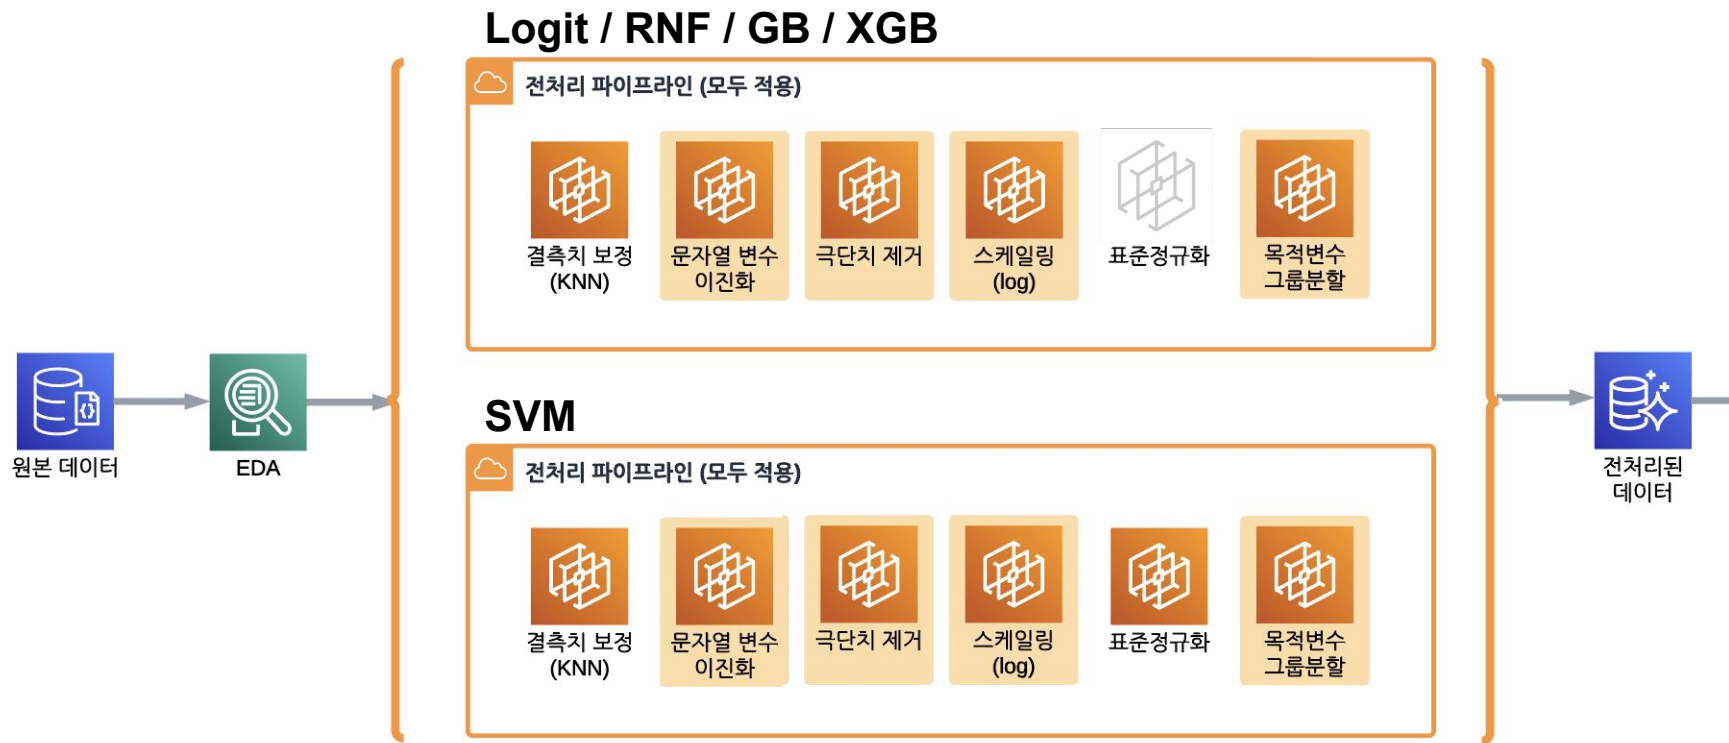 Logit / RNF / GB / XGB
전처리 파이프라인 (모두 적용)
결측치 보정
(KNN)
문자열 변수
이진화
극단치 제거
스케일링
(log)
표준정규화
목적변수
그룹분할
원본 데이터
EDA
SVM
전처리 파이프라인 (모두 적용)
결측치 보정
(KNN)
문자열 변수
이진화
극단치 제거
스케일링
(log)
표준정규화
목적변수
그룹분할
전처리된
데이터